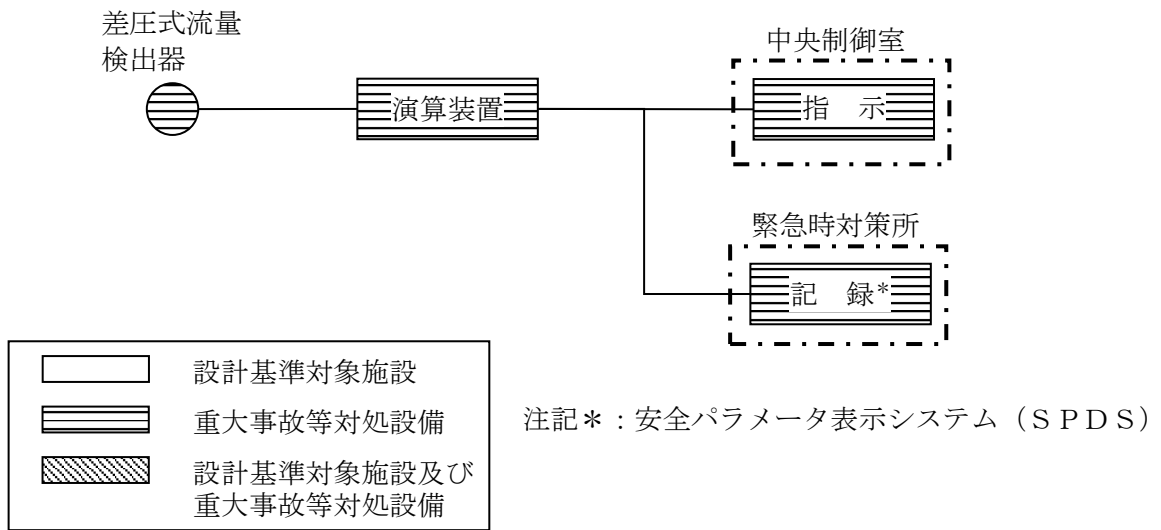 差圧式流量
検出器
演算装置
中央制御室
指　示
緊急時対策所
記　録*
設計基準対象施設
重大事故等対処設備
設計基準対象施設及び
重大事故等対処設備
注記＊：安全パラメータ表示システム（ＳＰＤＳ）